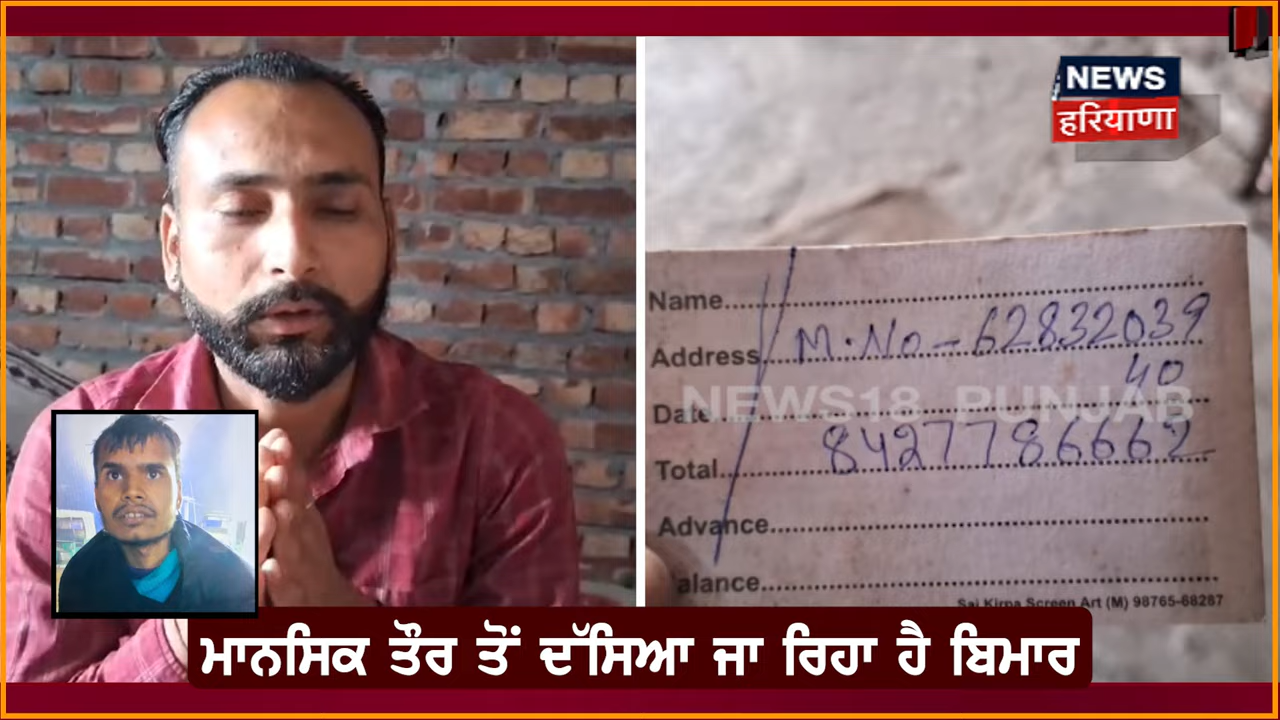 NEWS
हरियाणा
Name
Address M.No - 62832039
40
NEWS18 PUNJAB
Date
Total 8427786662
Advance
alance
Sai Kirpa Screen Art (M) 98765-68287
ਮਾਨਸਿਕ ਤੌਰ ਤੋਂ ਦੱਸਿਆ ਜਾ ਰਿਹਾ ਹੈ ਬਿਮਾਰ